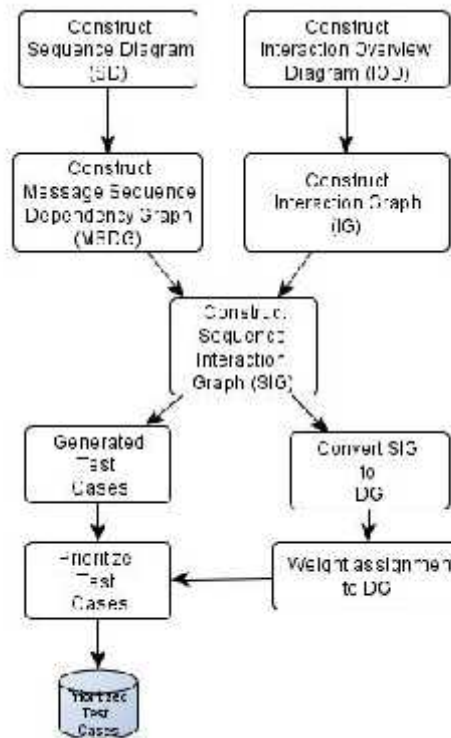 Construct
Sequence Diagram
(SD)
Construct
Interaction Overview
Diagram (IOD)
Construct
Message Sequence
Dependency Graph
(MSDG)
Construct
Interaction Graph
(IG)
Construct
Sequence
Interaction
Graph (SIG)
Generated
Test
Cases
Convert SIG
to
DG
Prioritize
Test
Cases
Weight assignment
to DG
Prioritized
Test
Cases